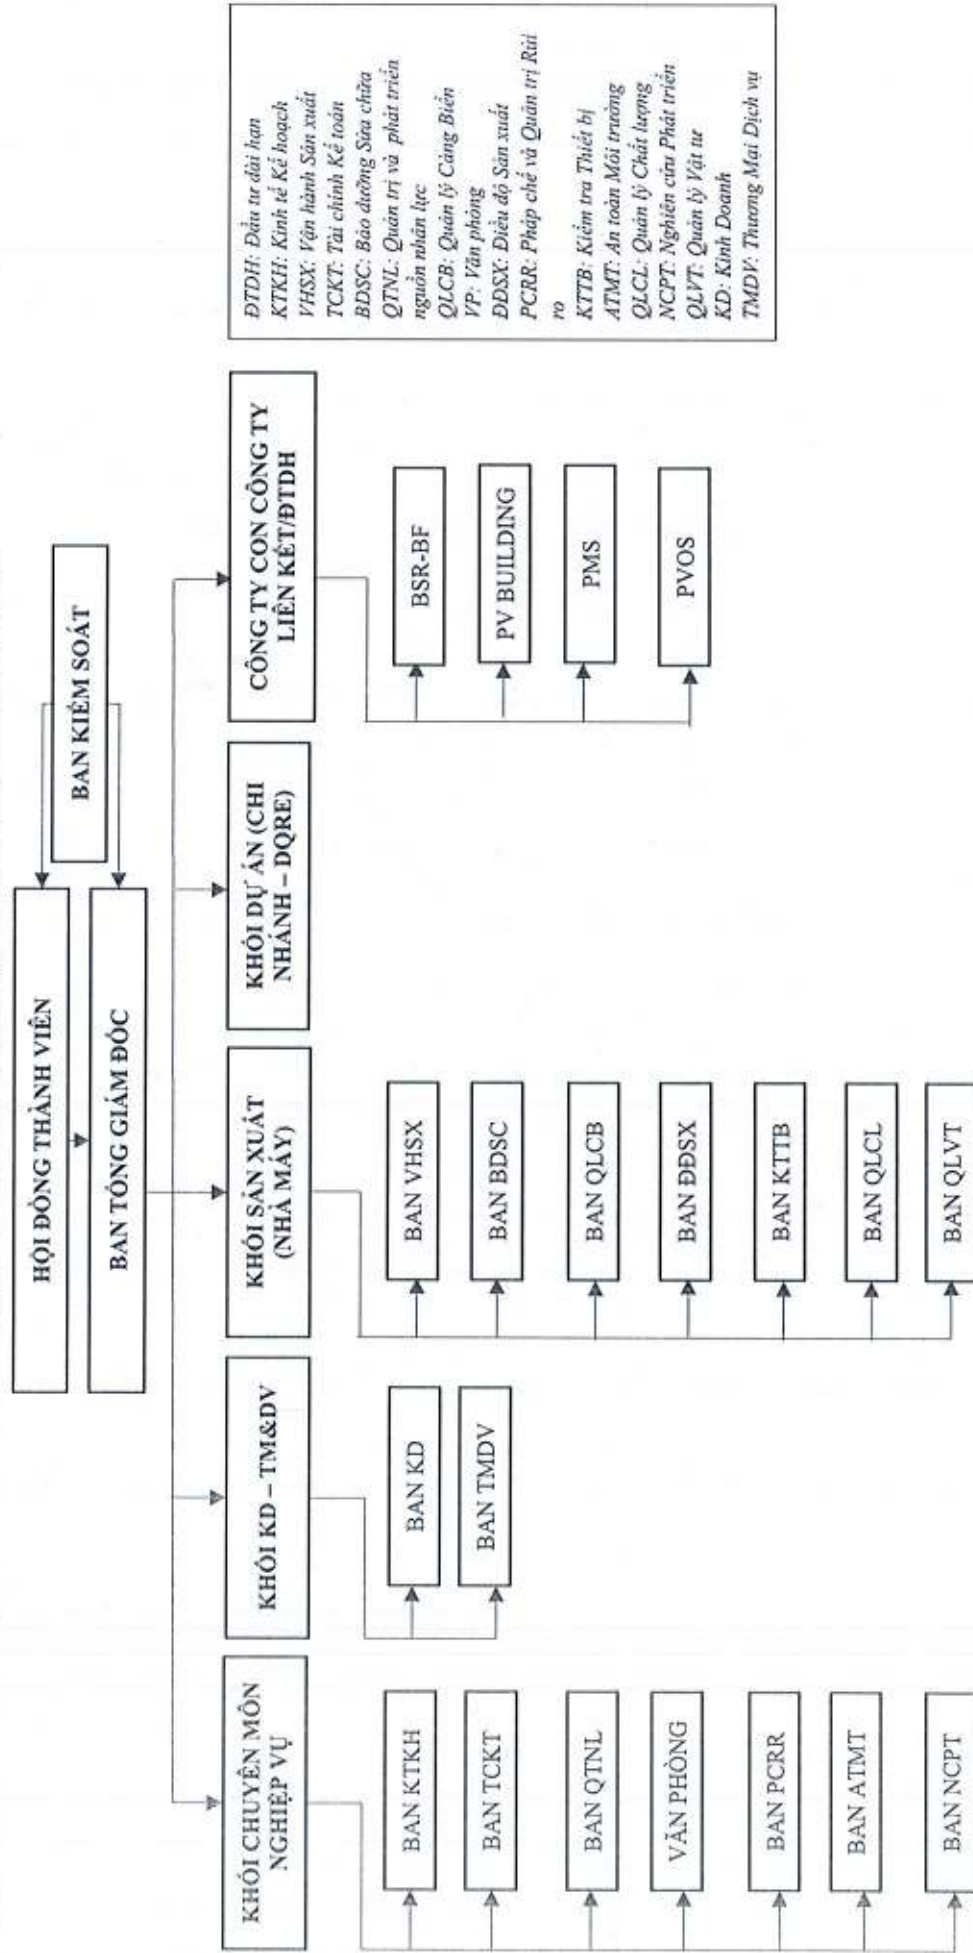 HỘI ĐỒNG THÀNH VIÊN
BAN KIỂM SOÁT
BAN TỔNG GIÁM ĐỐC
KHỐI CHUYÊN MÔN
NGHIỆP VỤ
BAN KTKH
BAN TCKT
BAN QTNL
VĂN PHÒNG
BAN PCRR
BAN ATMT
BAN NCPT
KHỐI KD – TM&DV
BAN KD
BAN TMDV
KHỐI SẢN XUẤT
(NHÀ MÁY)
BAN VHSX
BAN BDSC
BAN QLCB
BAN ĐĐSX
BAN KTTB
BAN QLCL
BAN QLVT
KHỐI DỰ ÁN (CHI
NHÁNH – DQRE)
CÔNG TY CON CÔNG TY
LIÊN KẾT/ĐTDH
BSR-BF
PV BUILDING
PMS
PVOS
ĐTDH: Đầu tư dài hạn
KTKH: Kinh tế Kế hoạch
VHSX: Vận hành Sản xuất
TCKT: Tài chính Kế toán
BDSC: Bảo dưỡng Sửa chữa
QTNL: Quản trị và phát triển
nguồn nhân lực
QLCB: Quản lý Cảng Biển
VP: Văn phòng
ĐĐSX: Điều độ Sản xuất
PCRR: Pháp chế và Quản trị Rủi
ro
KTTB: Kiểm tra Thiết bị
ATMT: An toàn Môi trường
QLCL: Quản lý Chất lượng
NCPT: Nghiên cứu Phát triển
QLVT: Quản lý Vật tư
KD: Kinh Doanh
TMDV: Thương Mại Dịch vụ